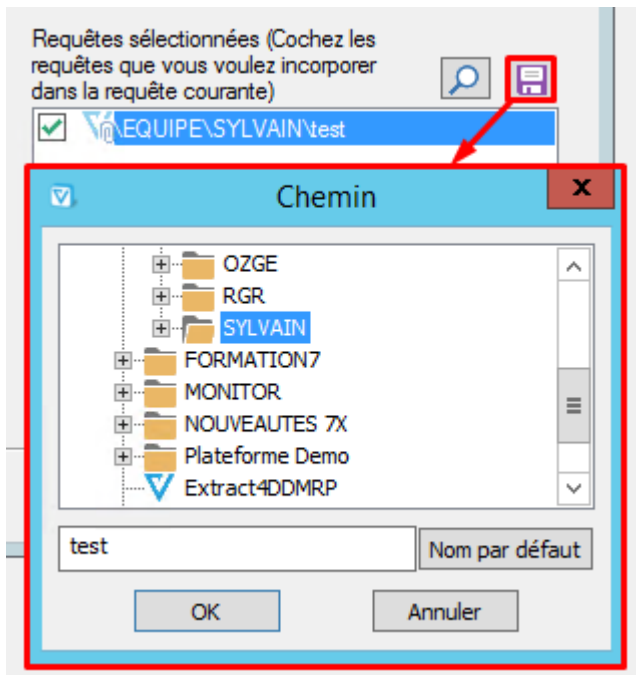 Requêtes sélectionnées (Cochez les
requêtes que vous voulez incorporer
dans la requête courante)
\EQUIPE\SYLVAIN\test
Chemin
x
OZGE
RGR
SYLVAIN
FORMATION7
MONITOR
NOUVEAUTES 7X
Plateforme Demo
Extract4DDMRP
test
Nom par défaut
OK
Annuler